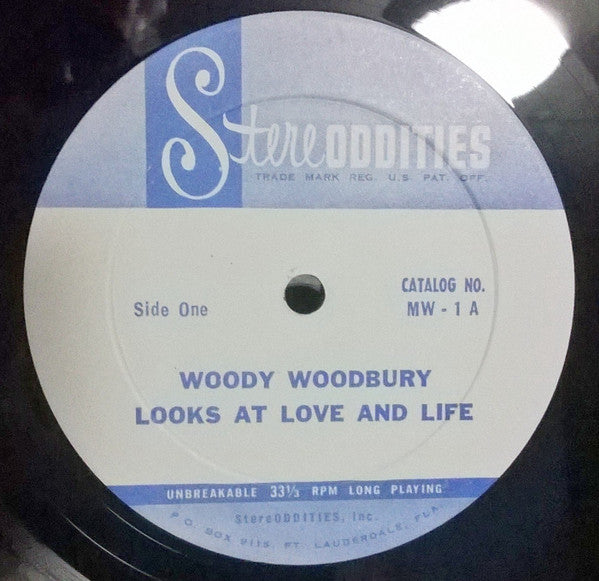 StereODDITIES
TRADE MARK REG. U.S. PAT. OFF.
Side One
CATALOG NO.
MW - 1 A
WOODY WOODBURY
LOOKS AT LOVE AND LIFE
UNBREAKABLE 33⅓ RPM LONG PLAYING
StereODDITIES, Inc.
P.O. BOX 9115, FT. LAUDERDALE, FLA.